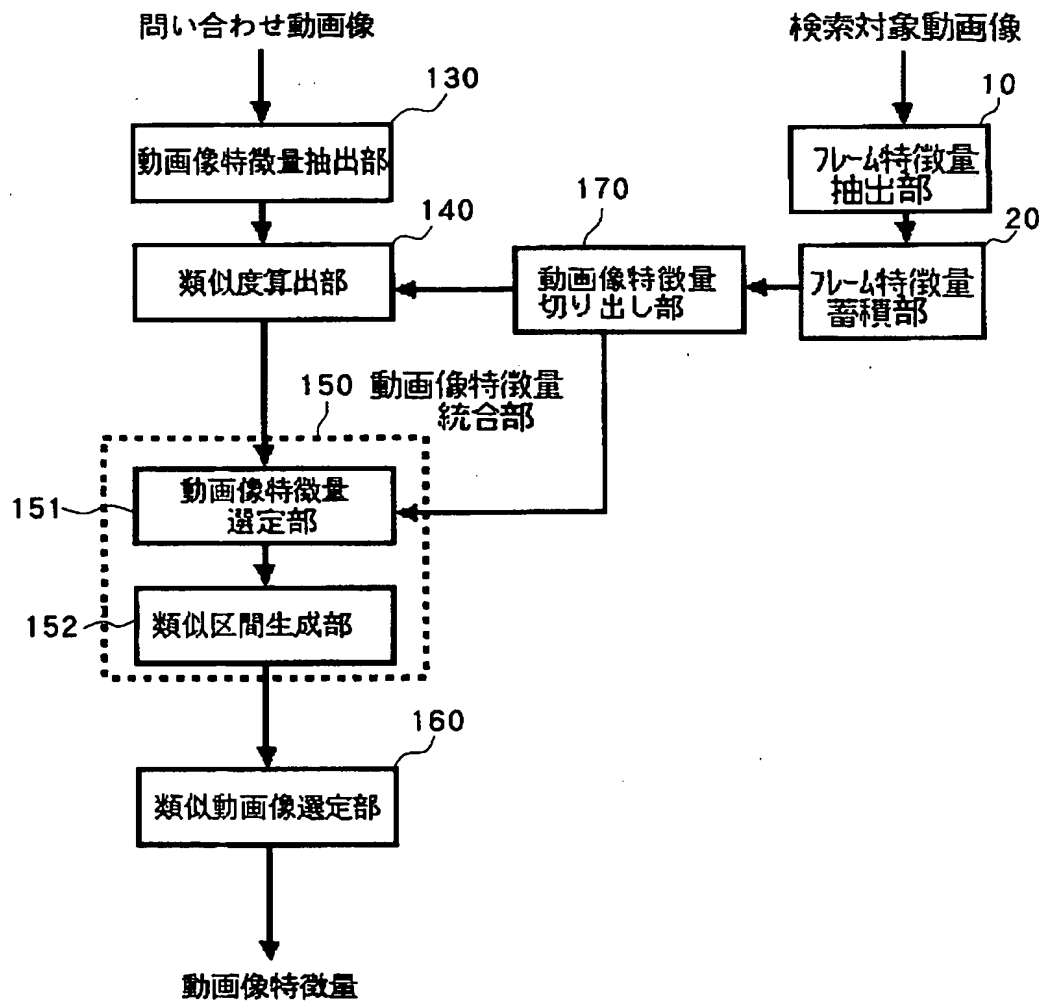 問い合わせ動画像
検索対象動画像
130
動画像特徴量抽出部
10
フレーム特徴量
抽出部
140
類似度算出部
170
動画像特徴量
切り出し部
20
フレーム特徴量
蓄積部
150 動画像特徴量
統合部
151
動画像特徴量
選定部
152
類似区間生成部
160
類似動画像選定部
動画像特徴量